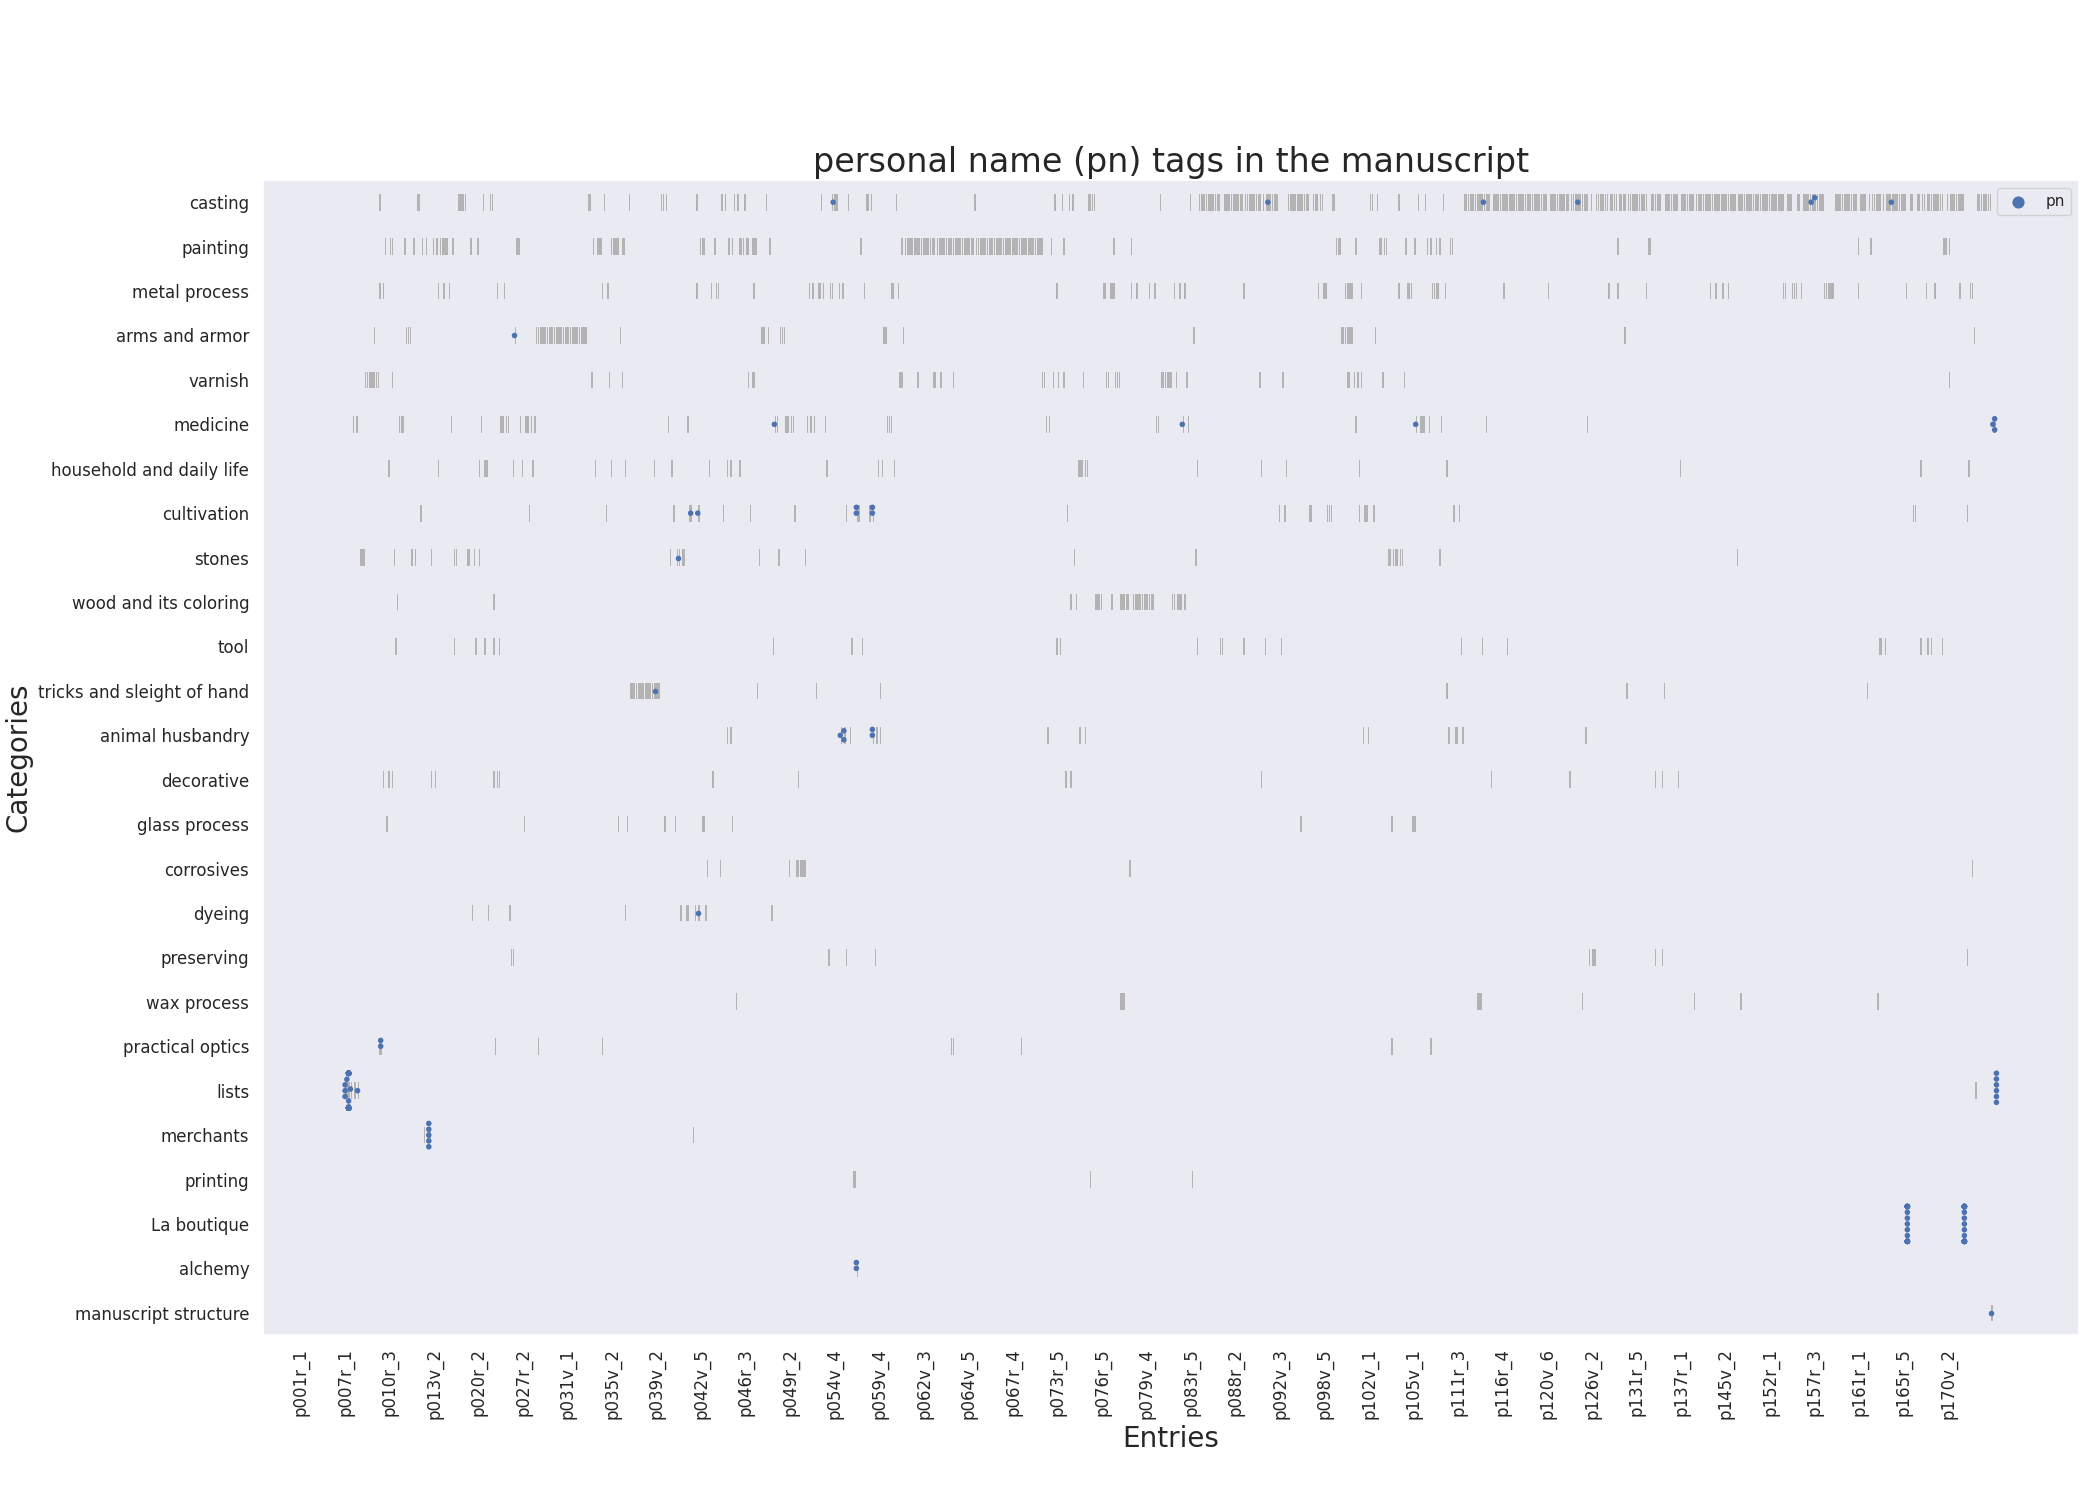 personal name (pn) tags in the manuscript
pn
Categories
casting
painting
metal process
arms and armor
varnish
medicine
household and daily life
cultivation
stones
wood and its coloring
tool
tricks and sleight of hand
animal husbandry
decorative
glass process
corrosives
dyeing
preserving
wax process
practical optics
lists
merchants
printing
La boutique
alchemy
manuscript structure
p001r_1
p007r_1
p010r_3
p013v_2
p020r_2
p027r_2
p031v_1
p035v_2
p039v_2
p042v_5
p046r_3
p049r_2
p054v_4
p059v_4
p062v_3
p064v_5
p067r_4
p073r_5
p076r_5
p079v_4
p083r_5
p088r_2
p092v_3
p098v_5
p102v_1
p105v_1
p111r_3
p116r_4
p120v_6
p126v_2
p131r_5
p137r_1
p145v_2
p152r_1
p157r_3
p161r_1
p165r_5
p170v_2
Entries